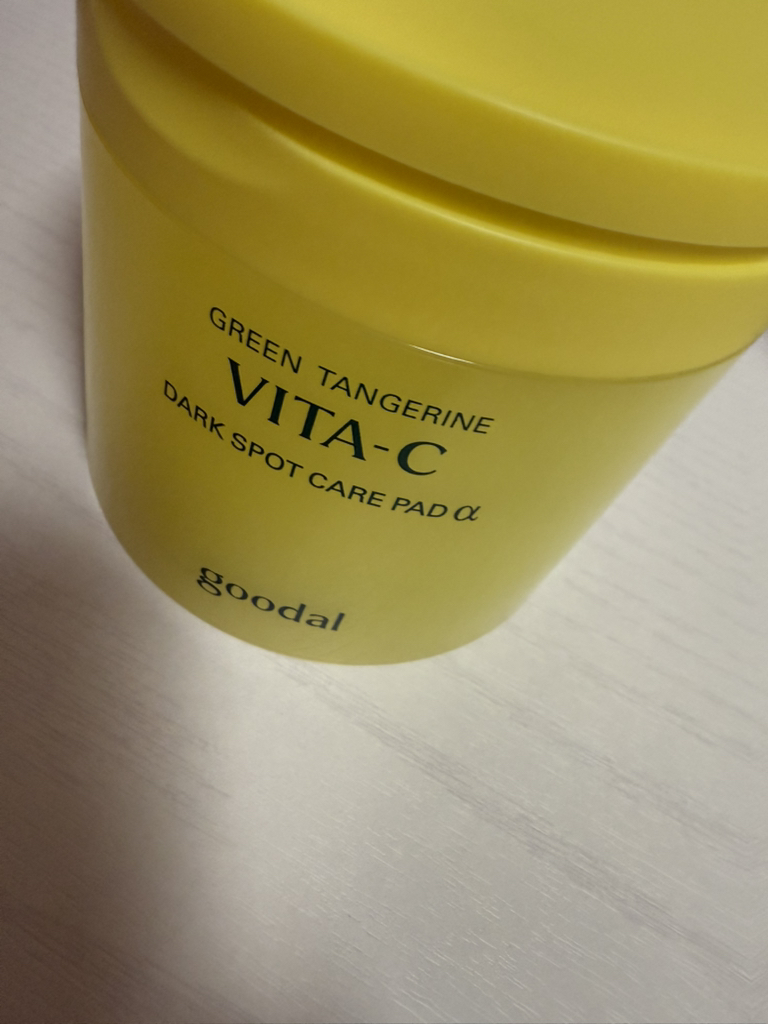 GREEN TANGERINE
VITA-C
DARK SPOT CARE PAD α
goodal